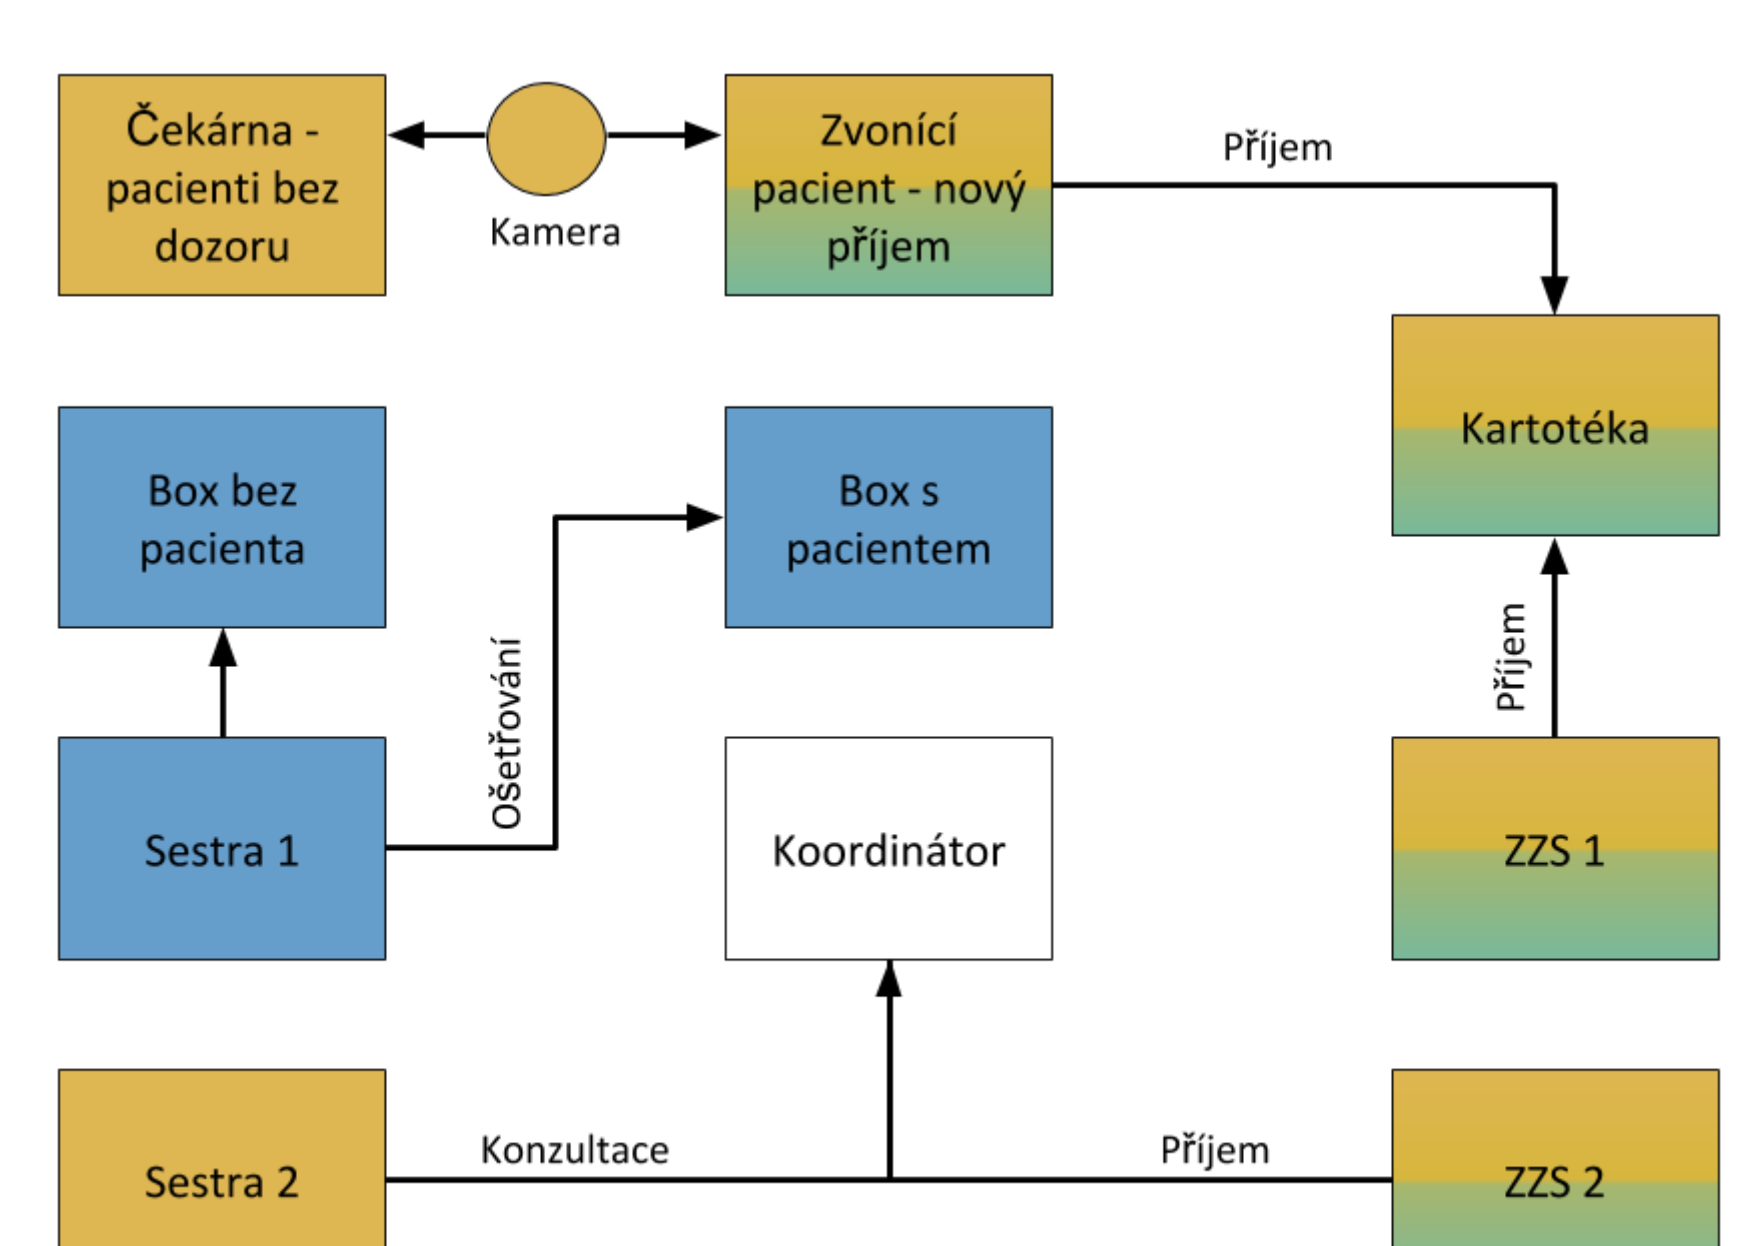 Čekárna -
pacienti bez
dozoru
Kamera
Zvonící
pacient - nový
příjem
Příjem
Kartotéka
Box bez
pacienta
Box s
pacientem
Ošetřování
Příjem
Sestra 1
Koordinátor
ZZS 1
Sestra 2
Konzultace
Příjem
ZZS 2